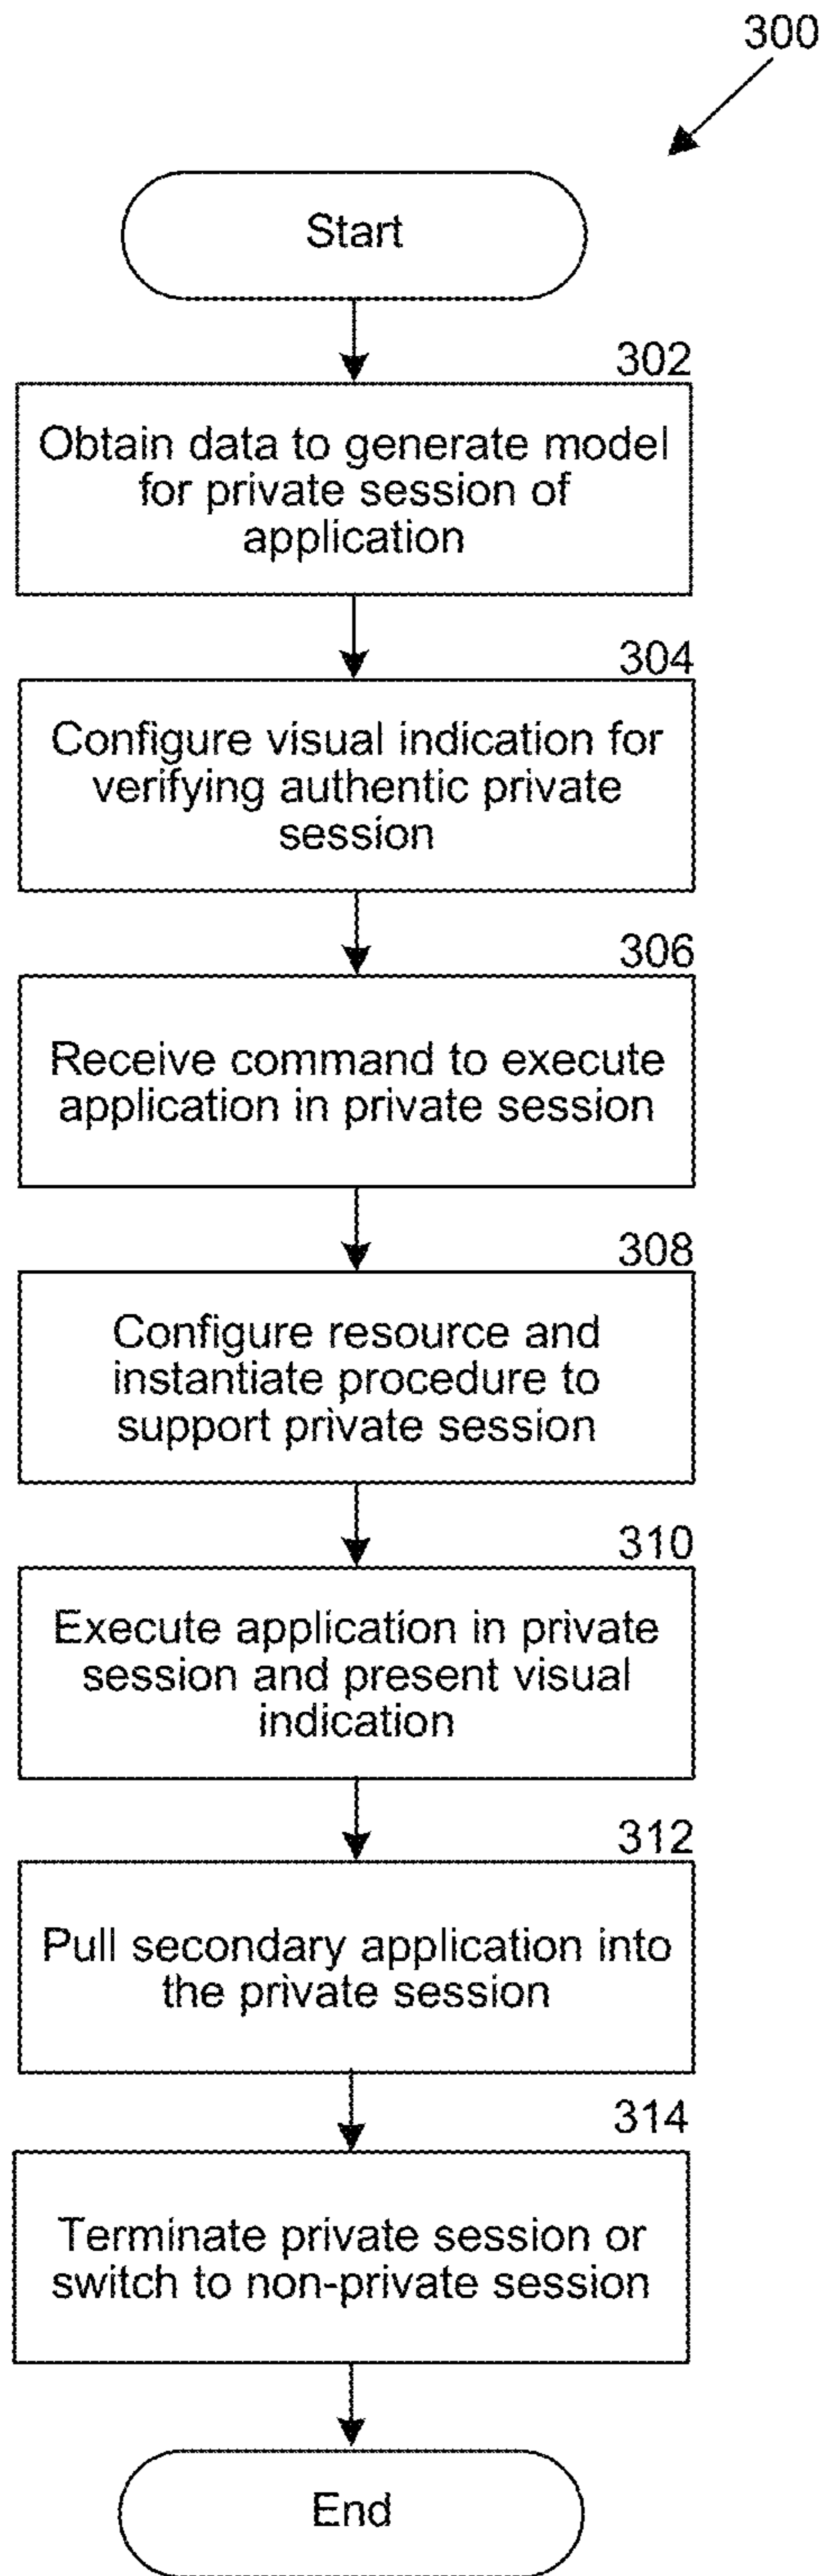 300
Start
302
Obtain data to generate model
for private session of
application
304
Configure visual indication for
verifying authentic private
session
306
Receive command to execute
application in private session
308
Configure resource and
instantiate procedure to
support private session
310
Execute application in private
session and present visual
indication
312
Pull secondary application into
the private session
314
Terminate private session or
switch to non-private session
End